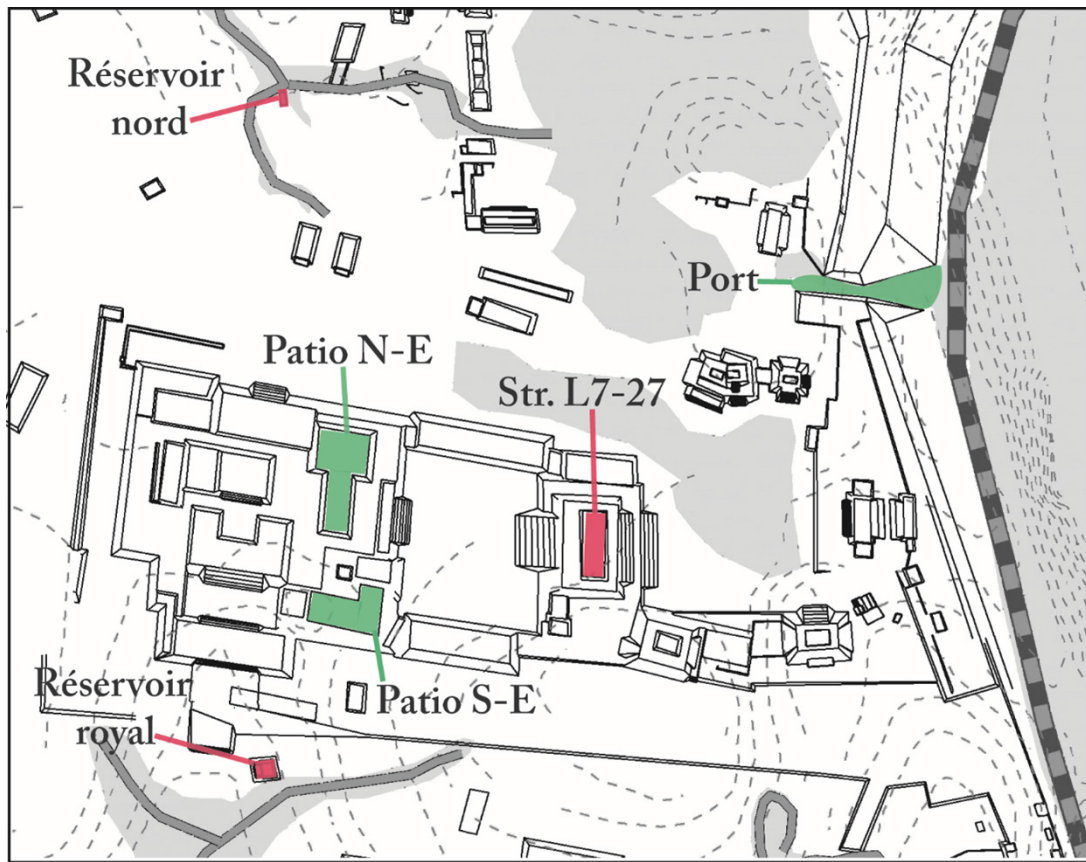 Réservoir
nord
Port
Patio N-E
Str. L7-27
Patio S-E
Réservoir
royal